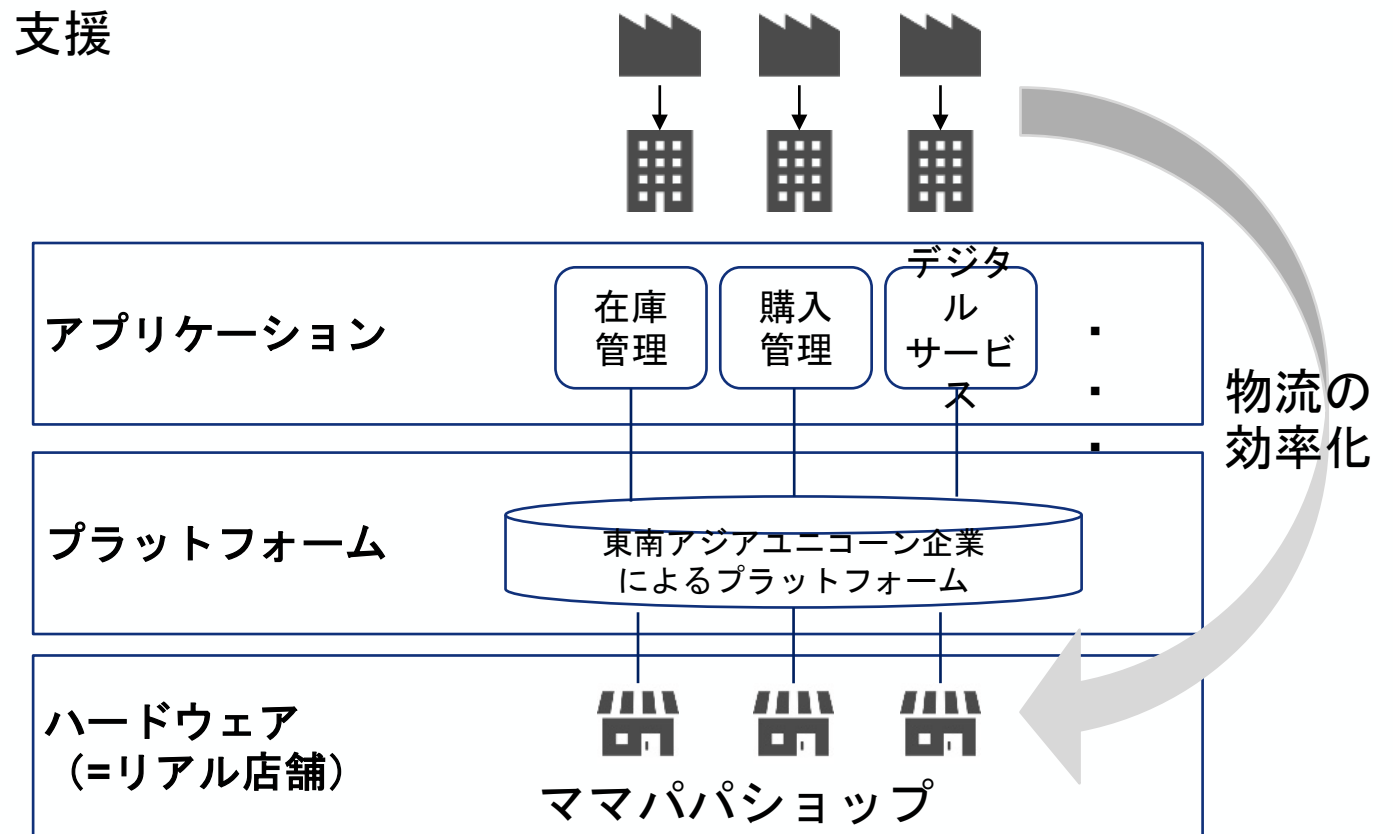 支援
アプリケーション
在庫
管理
購入
管理
デジタ
ル
サービ
ス
・
・
・
物流の
効率化
プラットフォーム
東南アジアユニコーン企業
によるプラットフォーム
ハードウェア
（=リアル店舗）
ママパパショップ